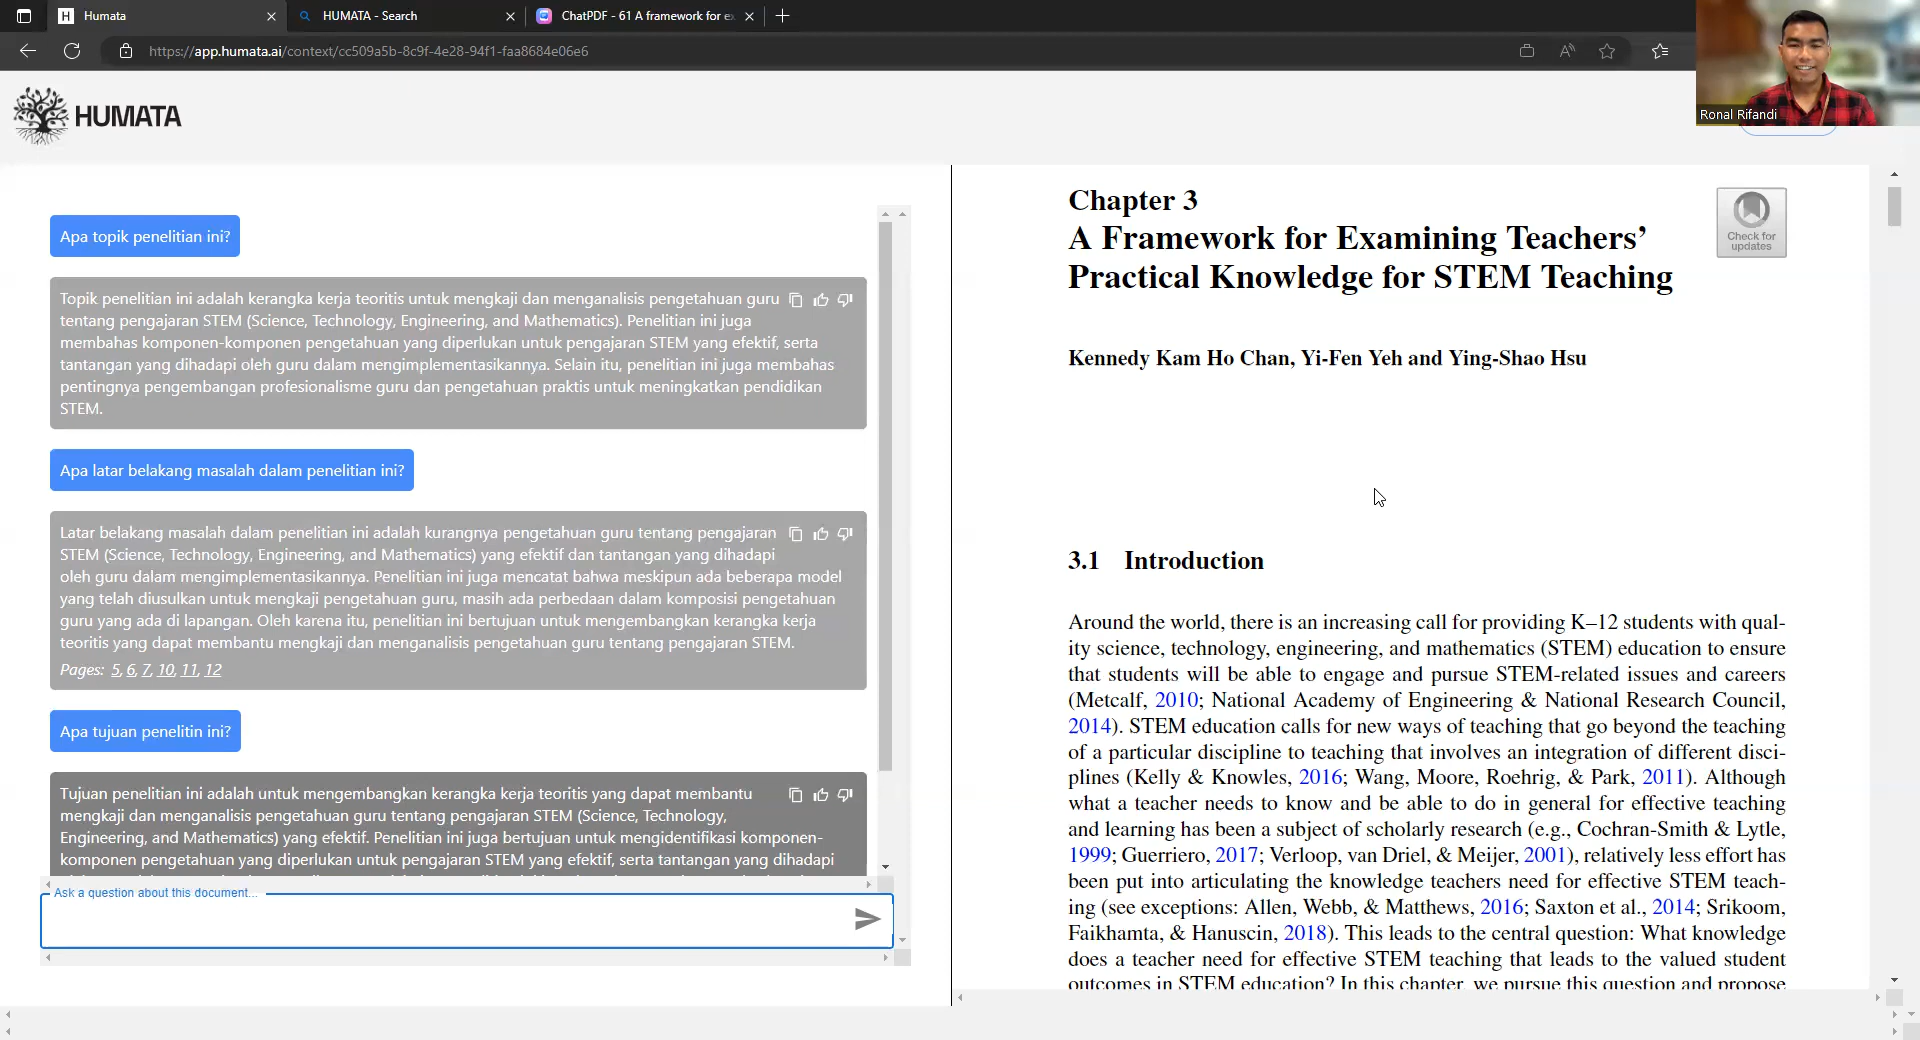 Humata
HUMATA - Search
ChatPDF - 61 A framework for ex
https://app.humata.ai/context/cc509a5b-8c9f-4e28-94f1-faa8684e06e6
Ronal Rifandi
HUMATA
Apa topik penelitian ini?
Topik penelitian ini adalah kerangka kerja teoritis untuk mengkaji dan menganalisis pengetahuan guru
tentang pengajaran STEM (Science, Technology, Engineering, and Mathematics). Penelitian ini juga
membahas komponen-komponen pengetahuan yang diperlukan untuk pengajaran STEM yang efektif, serta
tantangan yang dihadapi oleh guru dalam mengimplementasikannya. Selain itu, penelitian ini juga membahas
pentingnya pengembangan profesionalisme guru dan pengetahuan praktis untuk meningkatkan pendidikan
STEM.
Apa latar belakang masalah dalam penelitian ini?
Latar belakang masalah dalam penelitian ini adalah kurangnya pengetahuan guru tentang pengajaran
STEM (Science, Technology, Engineering, and Mathematics) yang efektif dan tantangan yang dihadapi
oleh guru dalam mengimplementasikannya. Penelitian ini juga mencatat bahwa meskipun ada beberapa model
yang telah diusulkan untuk mengkaji pengetahuan guru, masih ada perbedaan dalam komposisi pengetahuan
guru yang ada di lapangan. Oleh karena itu, penelitian ini bertujuan untuk mengembangkan kerangka kerja
teoritis yang dapat membantu mengkaji dan menganalisis pengetahuan guru tentang pengajaran STEM.
Pages: 5, 6, 7, 10, 11, 12
Apa tujuan penelitin ini?
Tujuan penelitian ini adalah untuk mengembangkan kerangka kerja teoritis yang dapat membantu
mengkaji dan menganalisis pengetahuan guru tentang pengajaran STEM (Science, Technology,
Engineering, and Mathematics) yang efektif. Penelitian ini juga bertujuan untuk mengidentifikasi komponen-
komponen pengetahuan yang diperlukan untuk pengajaran STEM yang efektif, serta tantangan yang dihadapi
Ask a question about this document...
Chapter 3
A Framework for Examining Teachers’
Practical Knowledge for STEM Teaching
Check for
updates
Kennedy Kam Ho Chan, Yi-Fen Yeh and Ying-Shao Hsu
3.1 Introduction
Around the world, there is an increasing call for providing K–12 students with qual-
ity science, technology, engineering, and mathematics (STEM) education to ensure
that students will be able to engage and pursue STEM-related issues and careers
(Metcalf, 2010; National Academy of Engineering & National Research Council,
2014). STEM education calls for new ways of teaching that go beyond the teaching
of a particular discipline to teaching that involves an integration of different disci-
plines (Kelly & Knowles, 2016; Wang, Moore, Roehrig, & Park, 2011). Although
what a teacher needs to know and be able to do in general for effective teaching
and learning has been a subject of scholarly research (e.g., Cochran-Smith & Lytle,
1999; Guerriero, 2017; Verloop, van Driel, & Meijer, 2001), relatively less effort has
been put into articulating the knowledge teachers need for effective STEM teach-
ing (see exceptions: Allen, Webb, & Matthews, 2016; Saxton et al., 2014; Srikoom,
Faikhamta, & Hanuscin, 2018). This leads to the central question: What knowledge
does a teacher need for effective STEM teaching that leads to the valued student
outcomes in STEM education? In this chapter, we pursue this question and propose